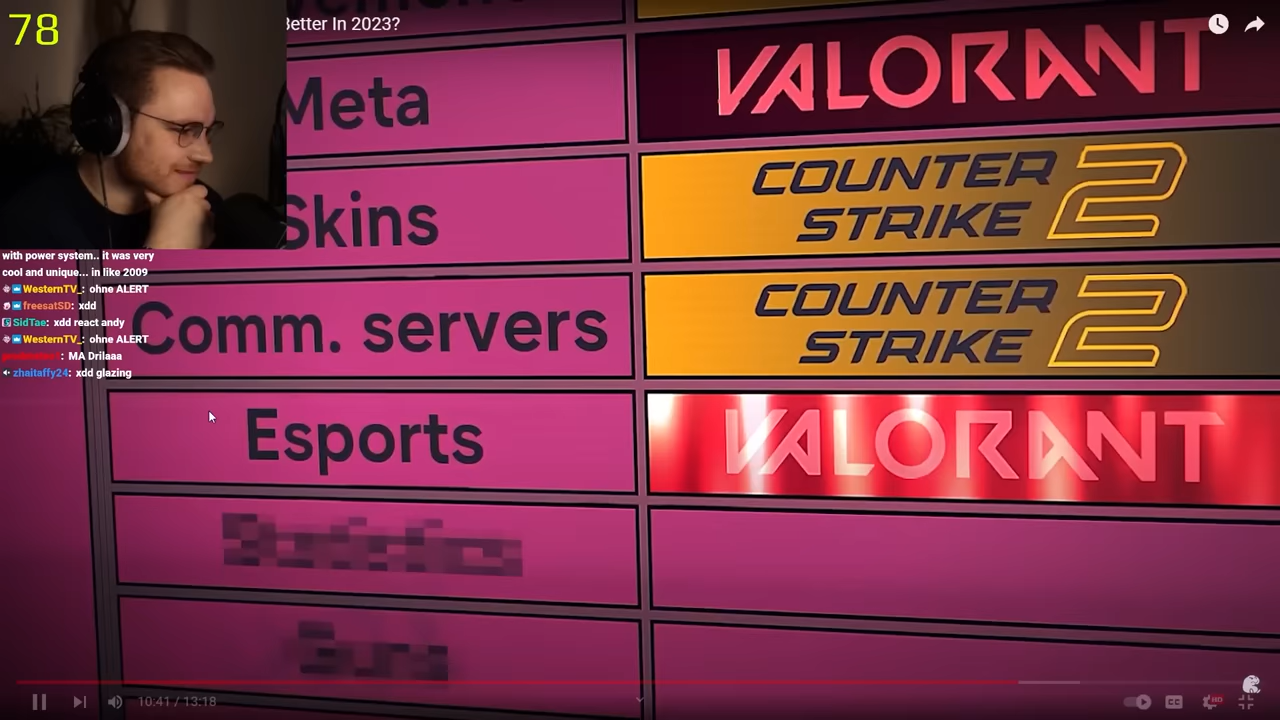 78
Better In 2023?
Meta
VALORANT
Skins
COUNTER
STRIKE 2
with power system.. it was very
cool and unique... in like 2009
WesternTV_: ohne ALERT
freesatSD: xdd
SidTae: xdd react andy
WesternTV_: ohne ALERT
: MA Drilaaa
zhaitaffy24: xdd glazing
Comm. servers
COUNTER
STRIKE 2
Esports
VALORANT
10:41 / 13:18
CC
HD